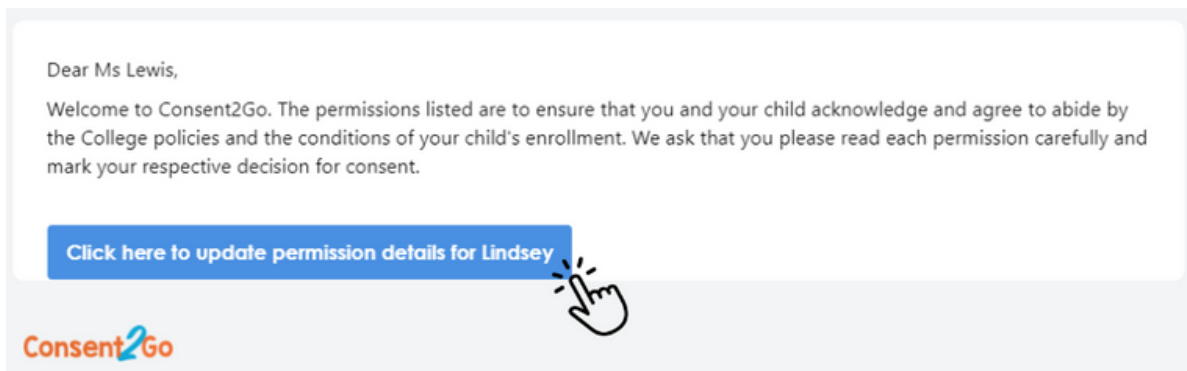 Dear Ms Lewis,
Welcome to Consent2Go. The permissions listed are to ensure that you and your child acknowledge and agree to abide by
the College policies and the conditions of your child's enrollment. We ask that you please read each permission carefully and
mark your respective decision for consent.
Click here to update permission details for Lindsey
Consent2Go